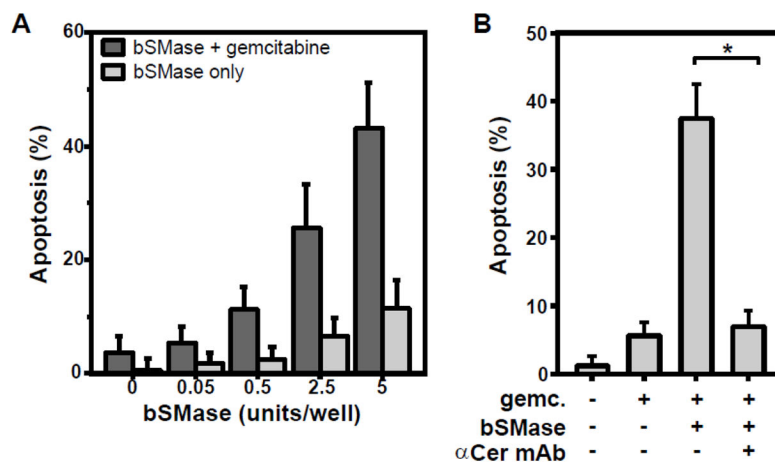 A
Apoptosis (%)
60
40
20
0
bSMase + gemcitabine
bSMase only
0 0.05 0.5 2.5 5
bSMase (units/well)
B
Apoptosis (%)
50
40
30
20
10
0
*
gemc. - + + +
bSMase - - + +
αCer mAb - - - +